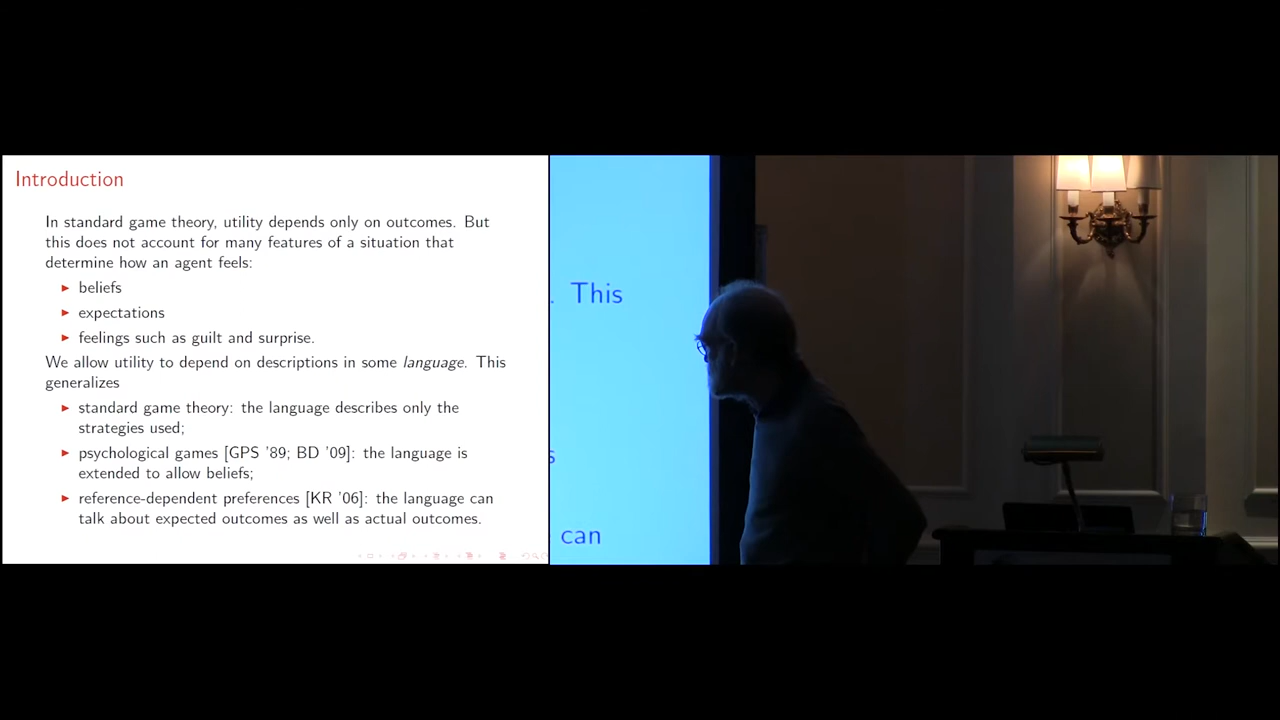 Introduction
In standard game theory, utility depends only on outcomes. But
this does not account for many features of a situation that
determine how an agent feels:
▶ beliefs
▶ expectations
▶ feelings such as guilt and surprise.
We allow utility to depend on descriptions in some language. This
generalizes
▶ standard game theory: the language describes only the
strategies used;
▶ psychological games [GPS '89; BD '09]: the language is
extended to allow beliefs;
▶ reference-dependent preferences [KR '06]: the language can
talk about expected outcomes as well as actual outcomes.
. This
s
can